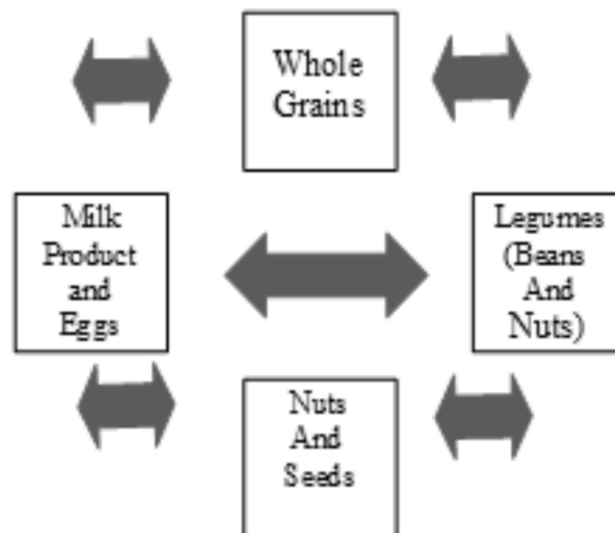 Whole
Grains
Milk
Product
and
Eggs
Legumes
(Beans
And
Nuts)
Nuts
And
Seeds